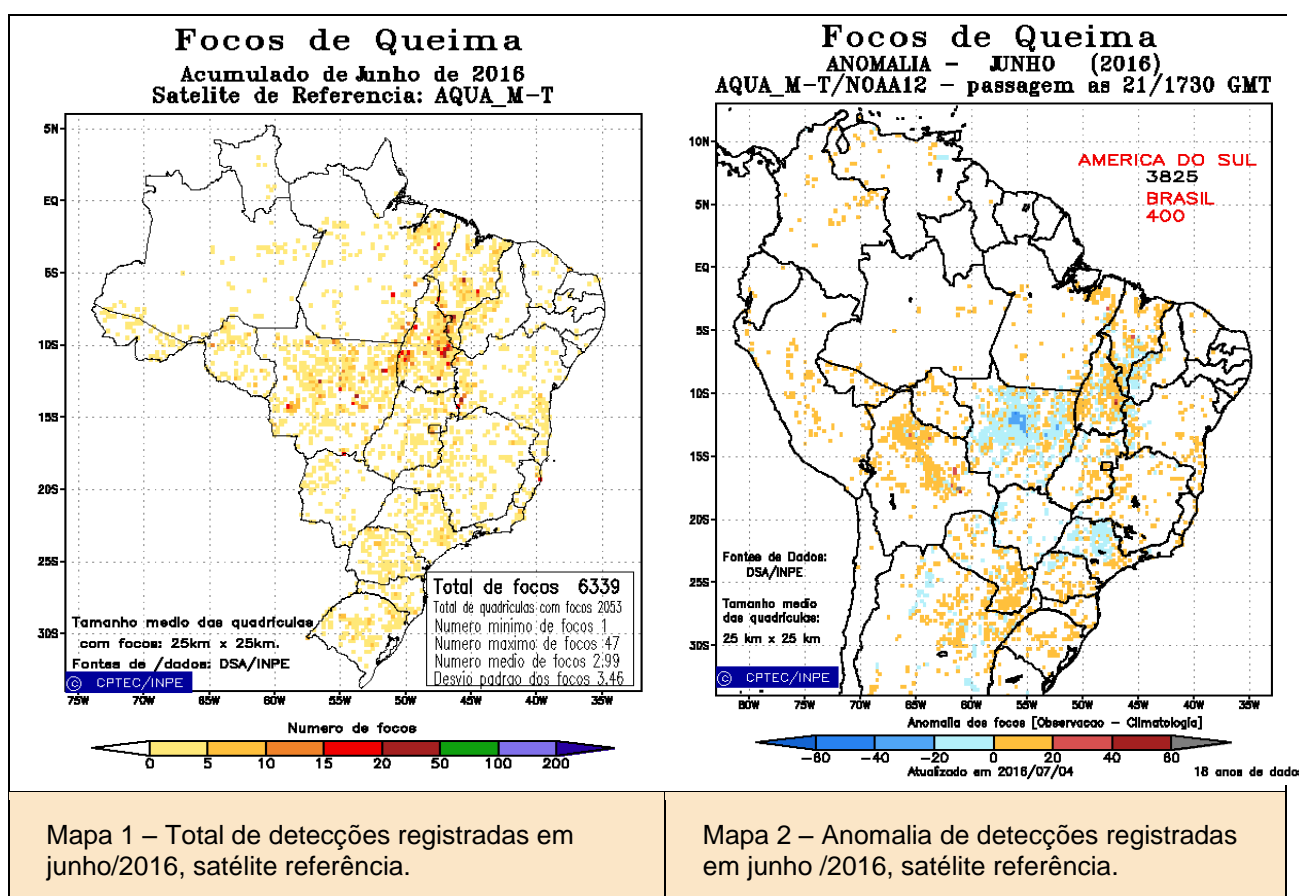 Focos de Queima
Acumulado de Junho de 2016
Satelite de Referencia: AQUA_M-T
5N
EQ
5S
10S
15S
20S
25S
30S
75W 70W 65W 60W 55W 50W 45W 40W 35W
Total de focos 6339
Total de quadriculas com focos 2053
Numero minimo de focos 1
Numero maximo de focos 47
Numero medio de focos 2.99
Desvio padrao dos focos 3.46
Tamanho medio das quadriculas
com focos: 25km x 25km.
Fontes de /dados: DSA/INPE
© CPTEC/INPE
Numero de focos
0 5 10 15 20 50 100 200
Focos de Queima
ANOMALIA - JUNHO (2016)
AQUA_M-T/NOAA12 - passagem as 21/1730 GMT
10N
5N
EQ
5S
10S
15S
20S
25S
30S
80W 75W 70W 65W 60W 55W 50W 45W 40W 35W
AMERICA DO SUL
3825
BRASIL
400
Fontes de Dados:
DSA/INPE
Tamanho medio
das quadriculas:
25 km x 25 km
© CPTEC/INPE
Anomalia dos focos [Observacao - Climatologia]
-60 -40 -20 0 20 40 60
Atualizado em 2016/07/04
18 anos de dados
Mapa 1 – Total de detecções registradas em
junho/2016, satélite referência.
Mapa 2 – Anomalia de detecções registradas
em junho /2016, satélite referência.